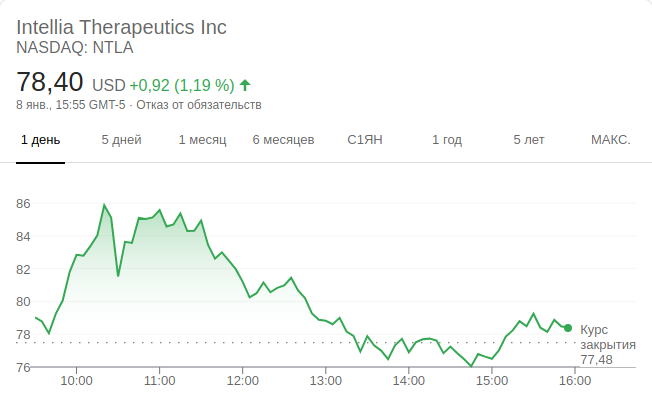 Intellia Therapeutics Inc
NASDAQ: NTLA
78,40 USD +0,92 (1,19 %)
8 янв., 15:55 GMT-5 · Отказ от обязательств
1 день 5 дней 1 месяц 6 месяцев С1ЯН 1 год 5 лет МАКС.
86
84
82
80
78
76
Курс
закрытия
77,48
10:00 11:00 12:00 13:00 14:00 15:00 16:00